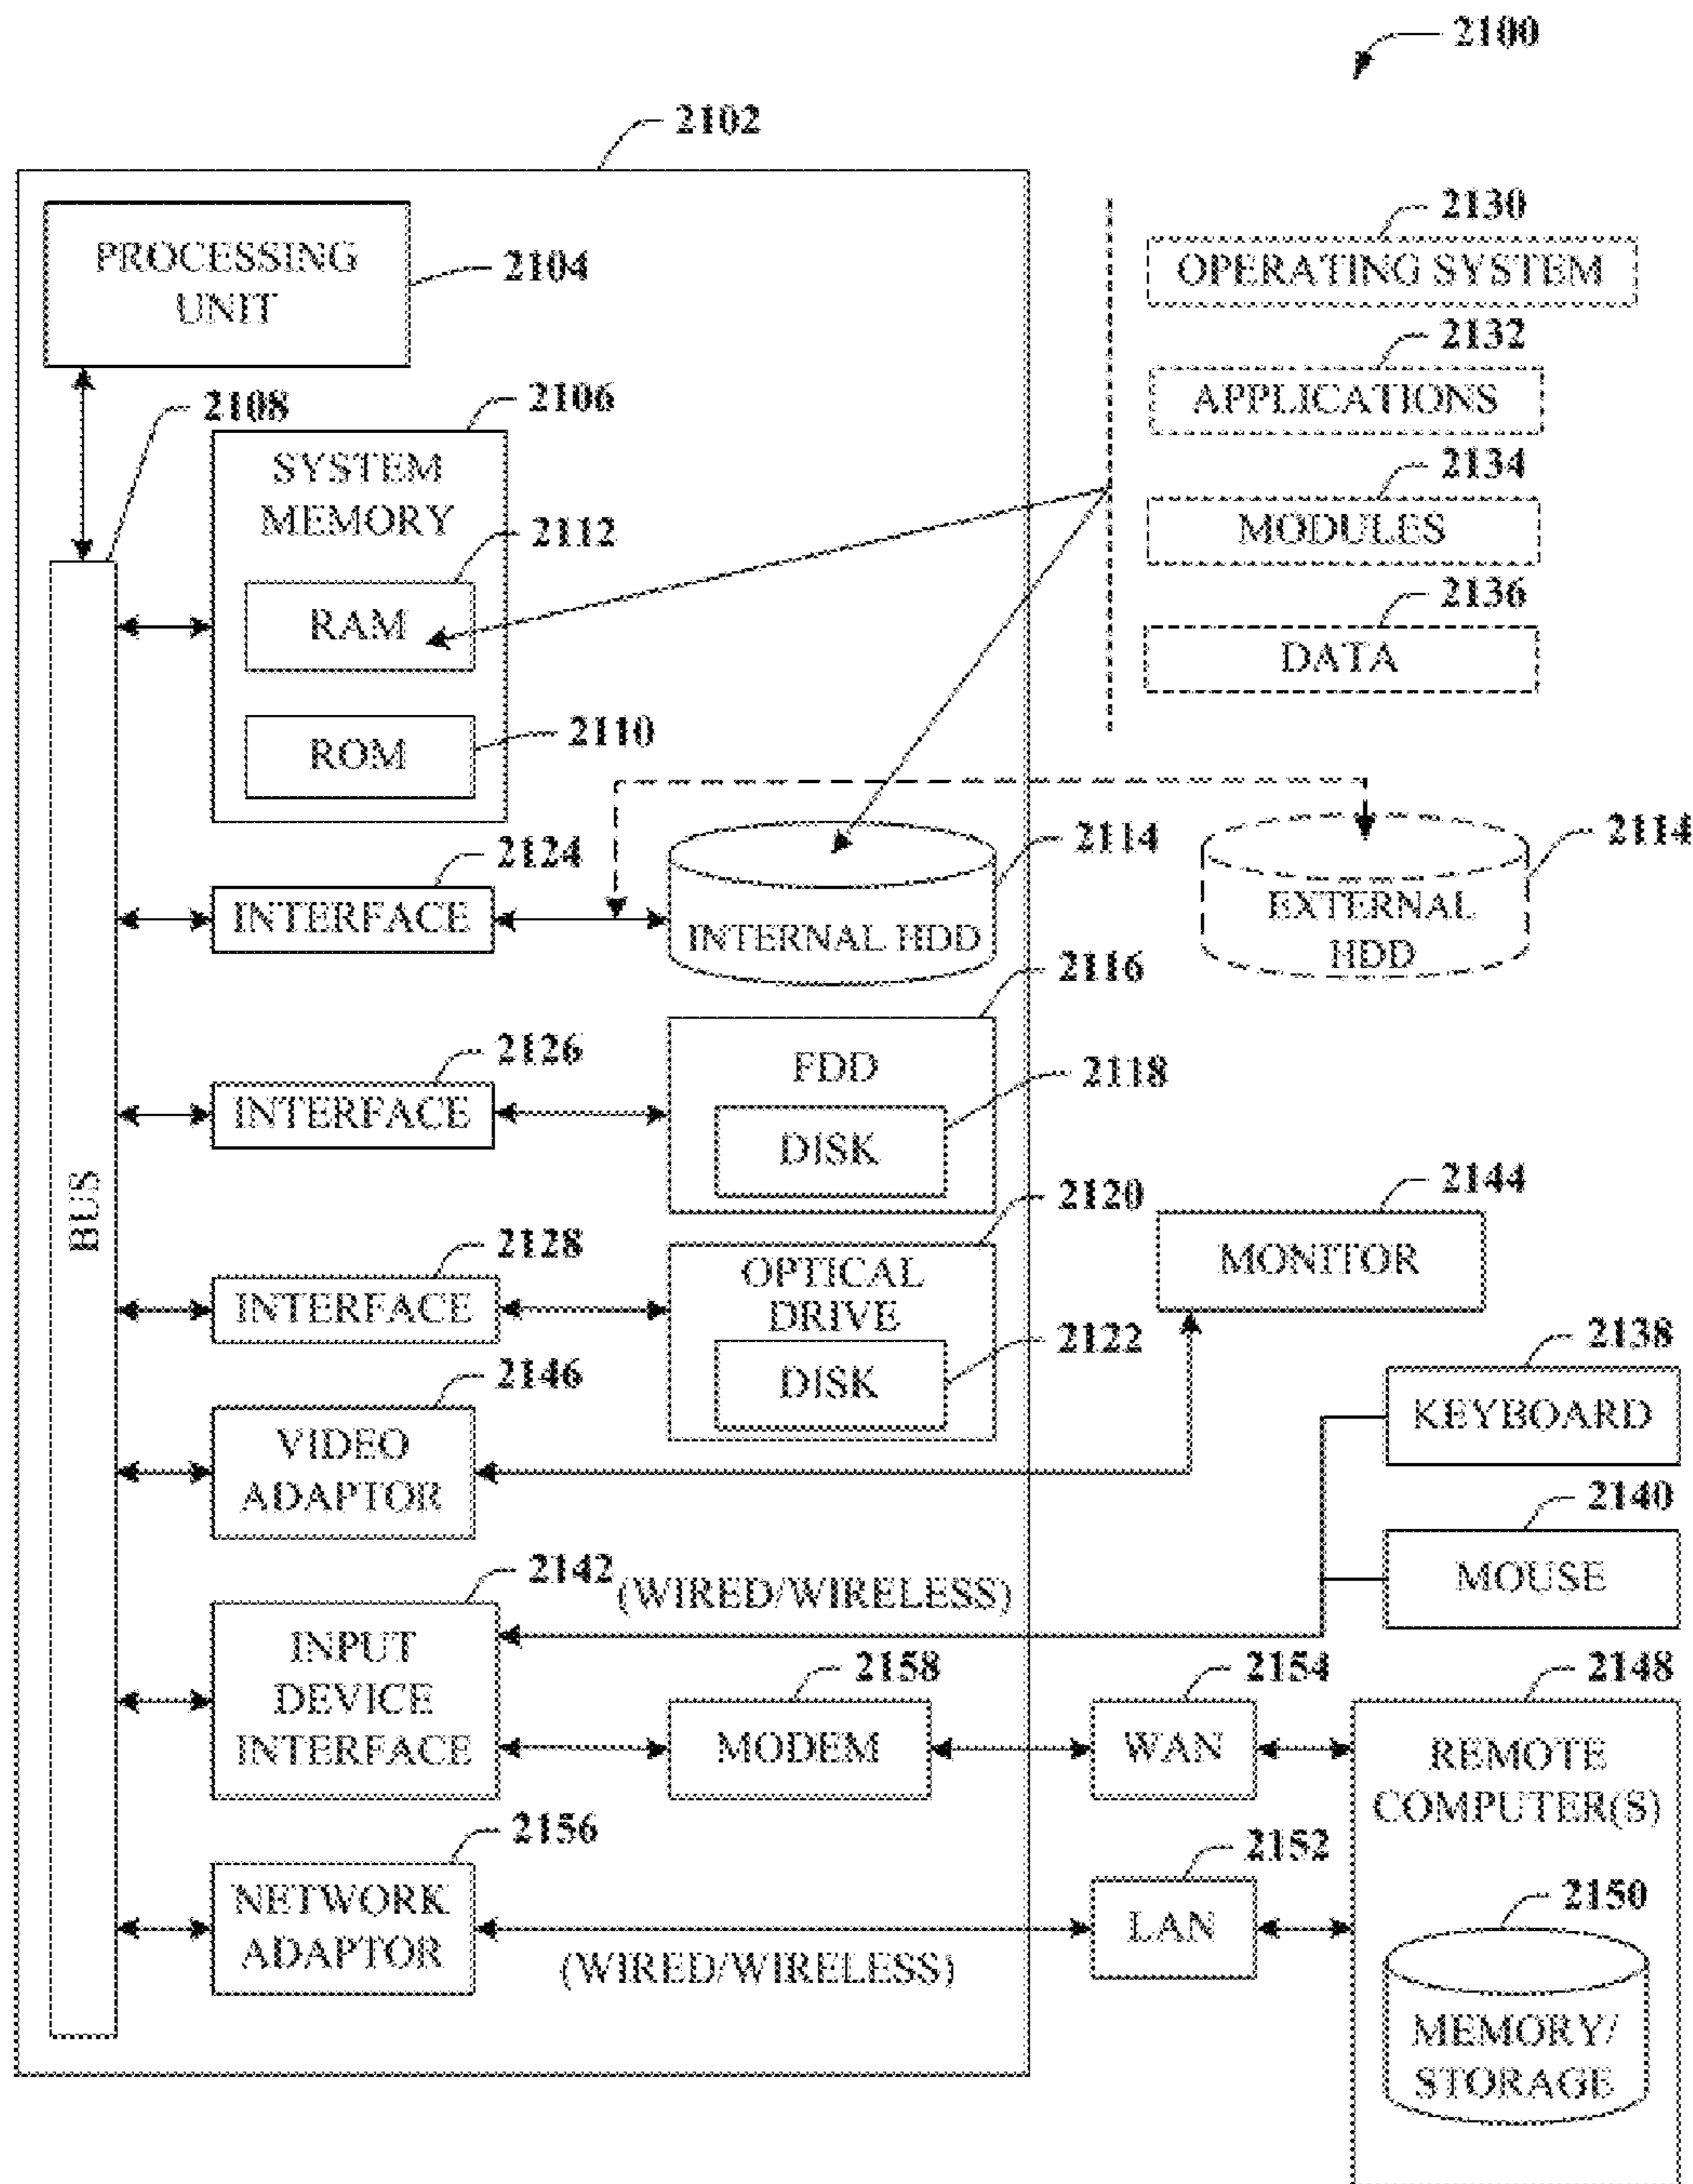 2100
2102
PROCESSING
UNIT
2104
2130
OPERATING SYSTEM
2132
APPLICATIONS
2134
MODULES
2136
DATA
2108
2106
SYSTEM
MEMORY
2112
RAM
2110
ROM
2124
INTERFACE
2114
INTERNAL HDD
2114
EXTERNAL
HDD
2126
INTERFACE
2116
FDD
2118
DISK
BUS
2128
INTERFACE
2120
OPTICAL
DRIVE
2122
DISK
2144
MONITOR
2138
KEYBOARD
2146
VIDEO
ADAPTOR
2140
MOUSE
2142
(WIRED/WIRELESS)
INPUT
DEVICE
INTERFACE
2158
MODEM
2154
WAN
2148
REMOTE
COMPUTER(S)
2156
NETWORK
ADAPTOR
(WIRED/WIRELESS)
2152
LAN
2150
MEMORY/
STORAGE